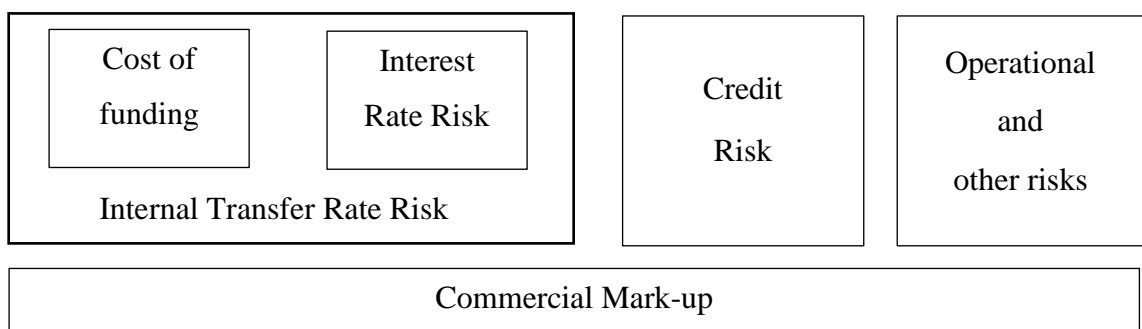 Cost of
funding
Interest
Rate Risk
Internal Transfer Rate Risk
Credit
Risk
Operational
and
other risks
Commercial Mark-up